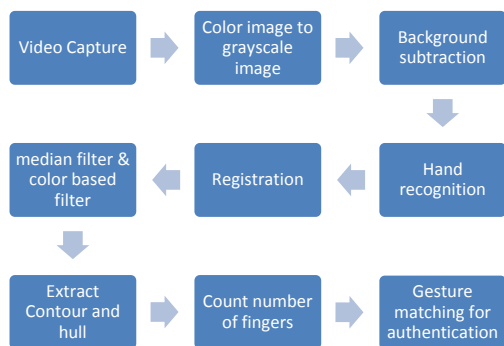 Video Capture
Color image to
grayscale
image
Background
subtraction
Hand
recognition
Registration
median filter &
color based
filter
Extract
Contour and
hull
Count number
of fingers
Gesture
matching for
authentication